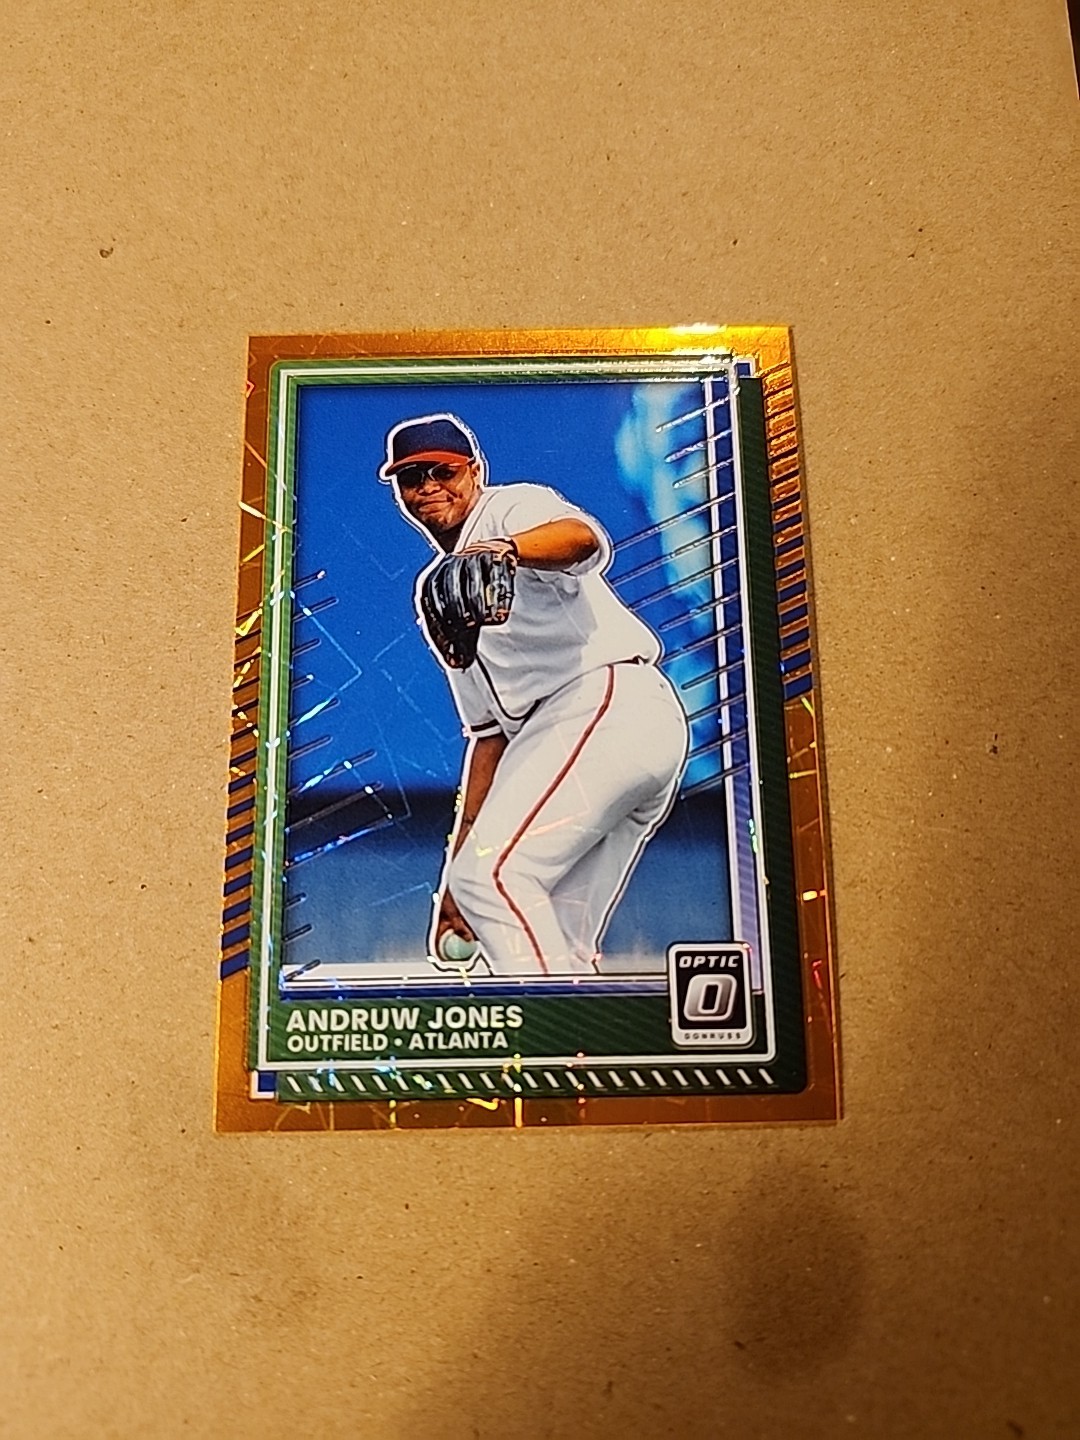 OPTIC
O
DONRUSS
ANDRUW JONES
OUTFIELD • ATLANTA